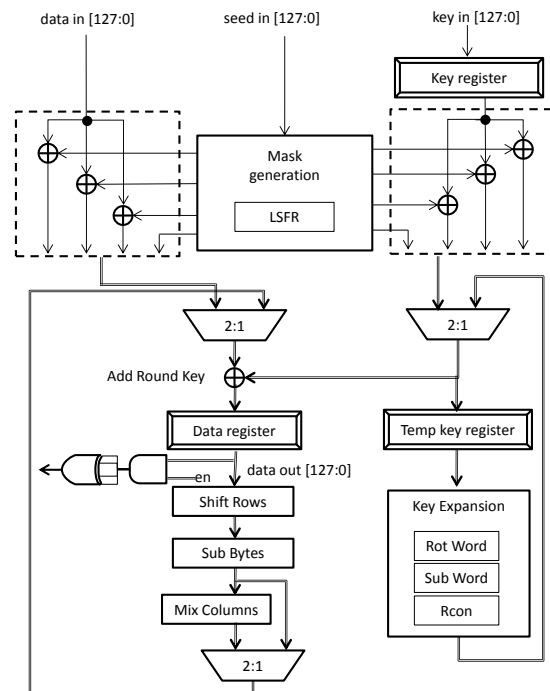 data in [127:0]
seed in [127:0]
key in [127:0]
Key register
Mask
generation
LSFR
2:1
2:1
Add Round Key
Data register
Temp key register
en
data out [127:0]
Shift Rows
Key Expansion
Rot Word
Sub Bytes
Sub Word
Mix Columns
Rcon
2:1